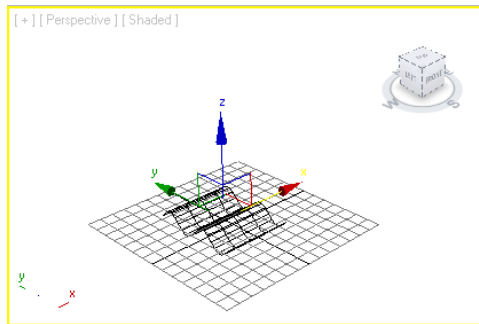 [ + ] [ Perspective ] [ Shaded ]
W
S
z
y
x
y
x